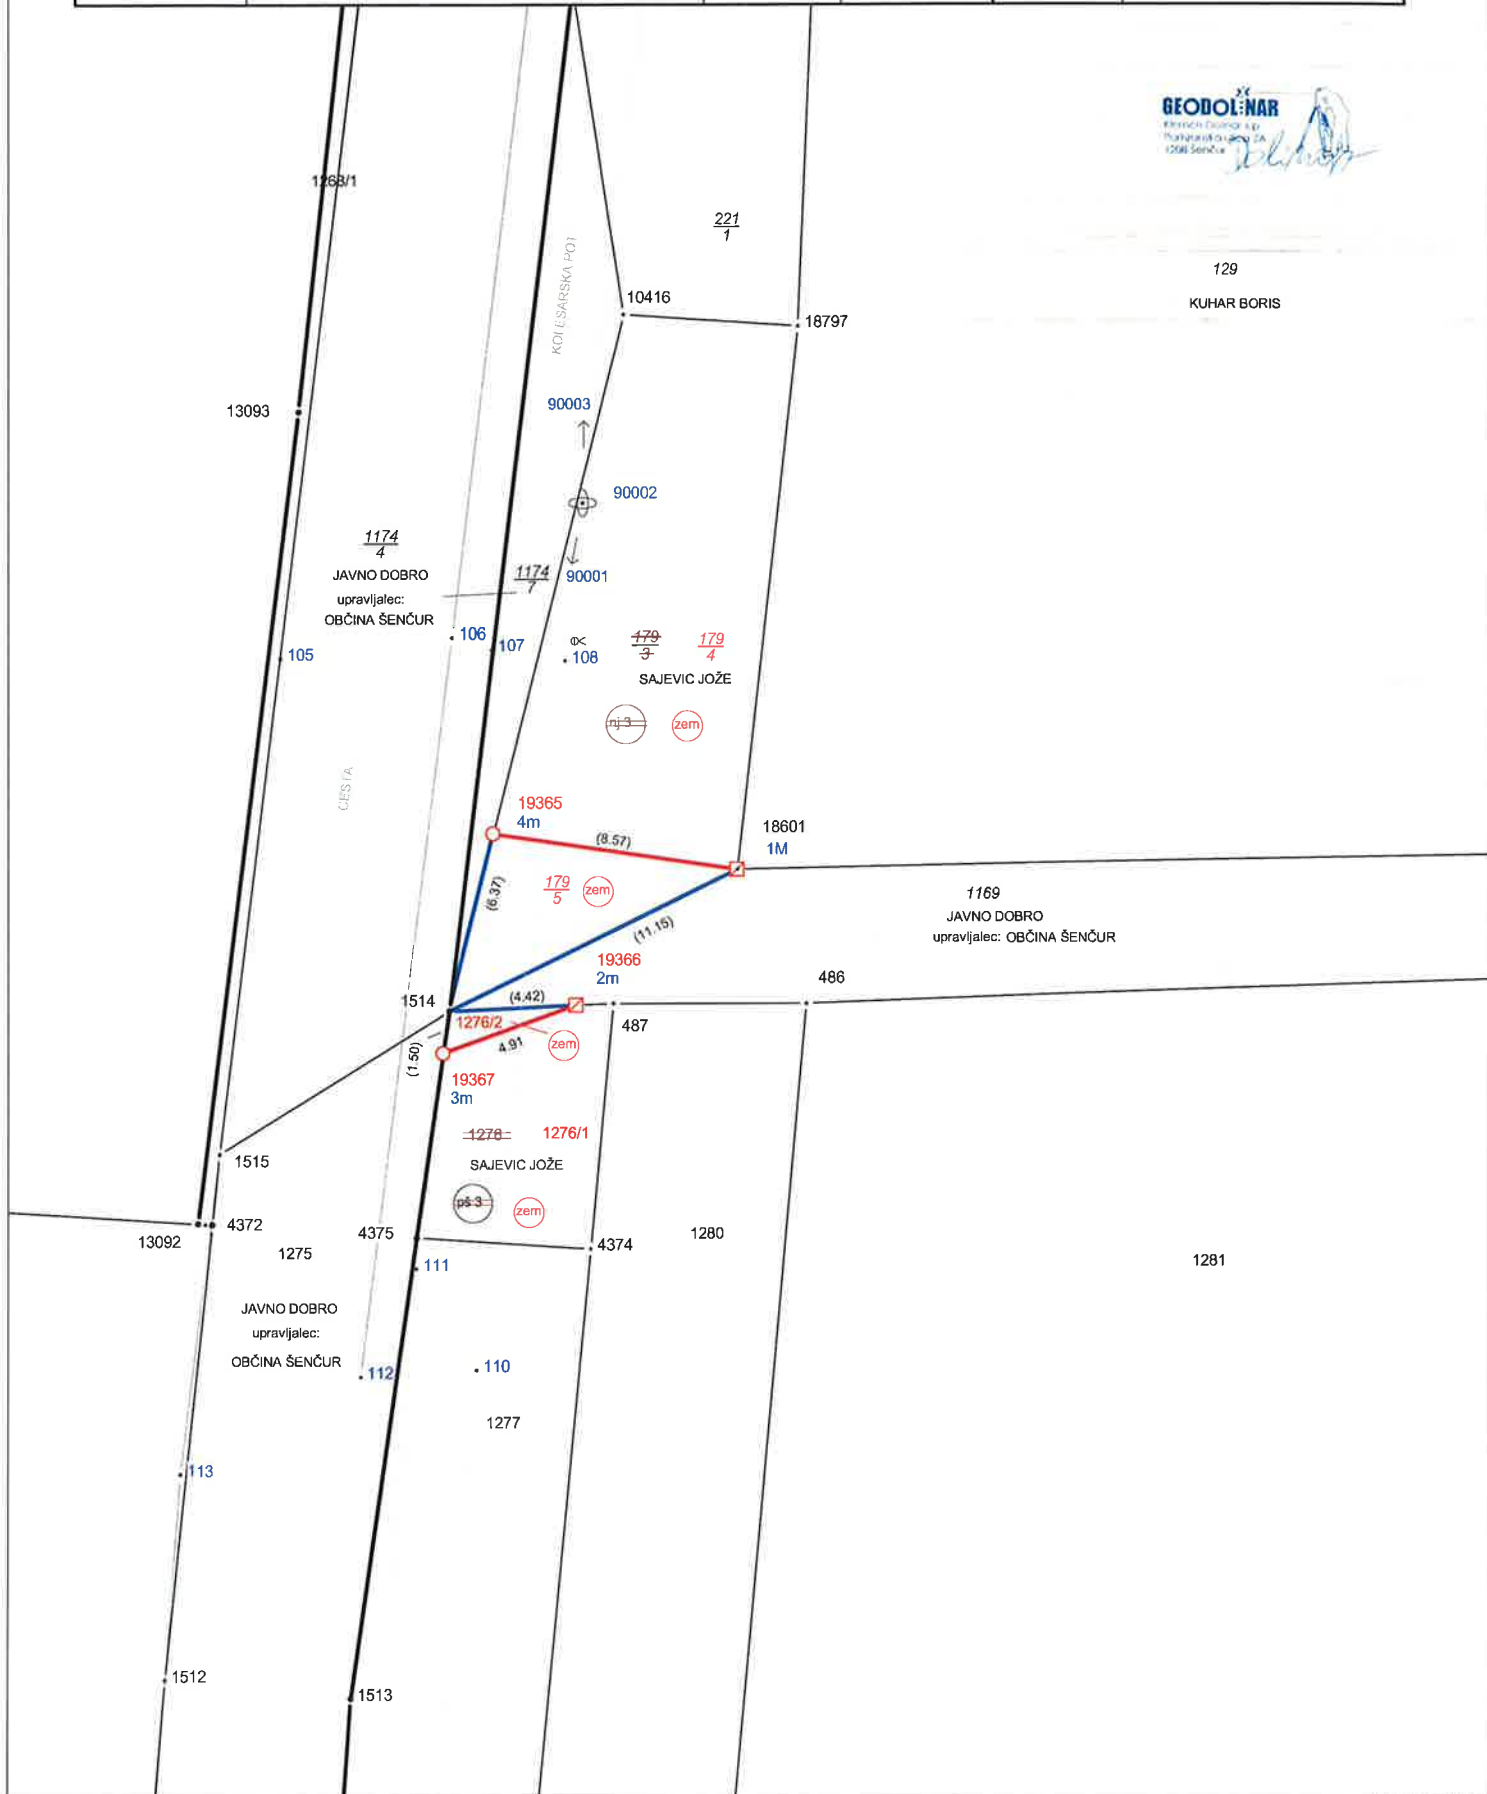 GEODOLINAR
1268/1
221
1
129
KUHAR BORIS
KOLESARSKA POT
10416
18797
13093
90003
90002
1174
4
JAVNO DOBRO
upravljalec:
OBČINA ŠENČUR
1174
7
90001
105
106
107
108
179
3
179
4
SAJEVIC JOŽE
nj 3
zem
CESTA
19365
4m
(8.57)
18601
1M
(6.37)
179
5
zem
(11.15)
1169
JAVNO DOBRO
upravljalec: OBČINA ŠENČUR
19366
2m
486
1514
(4.42)
487
1276/2
4.91
zem
(1.50)
19367
3m
1276
1276/1
SAJEVIC JOŽE
pš 3
zem
1515
4372
13092
1275
4375
4374
1280
1281
111
JAVNO DOBRO
upravljalec:
OBČINA ŠENČUR
112
110
1277
113
1512
1513